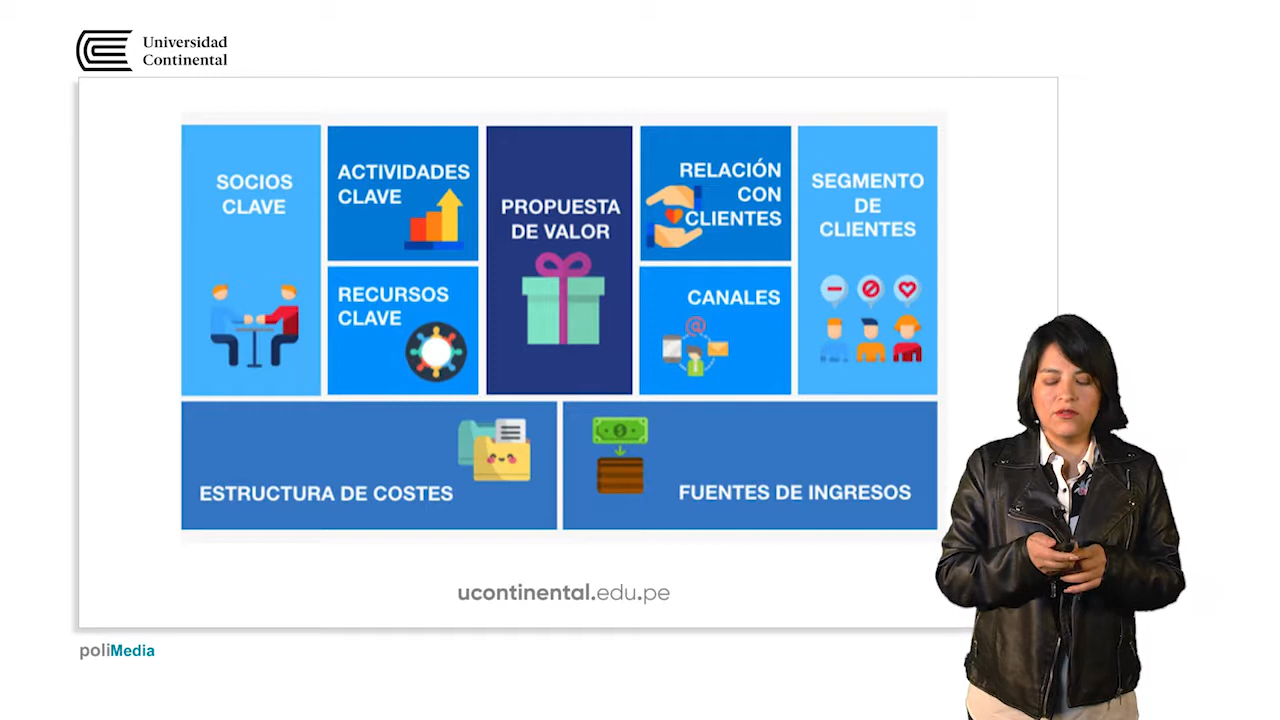 Universidad
Continental
SOCIOS
CLAVE
ACTIVIDADES
CLAVE
RECURSOS
CLAVE
PROPUESTA
DE VALOR
RELACIÓN
CON
CLIENTES
CANALES
@
SEGMENTO
DE
CLIENTES
ESTRUCTURA DE COSTES
$
FUENTES DE INGRESOS
ucontinental.edu.pe
poliMedia